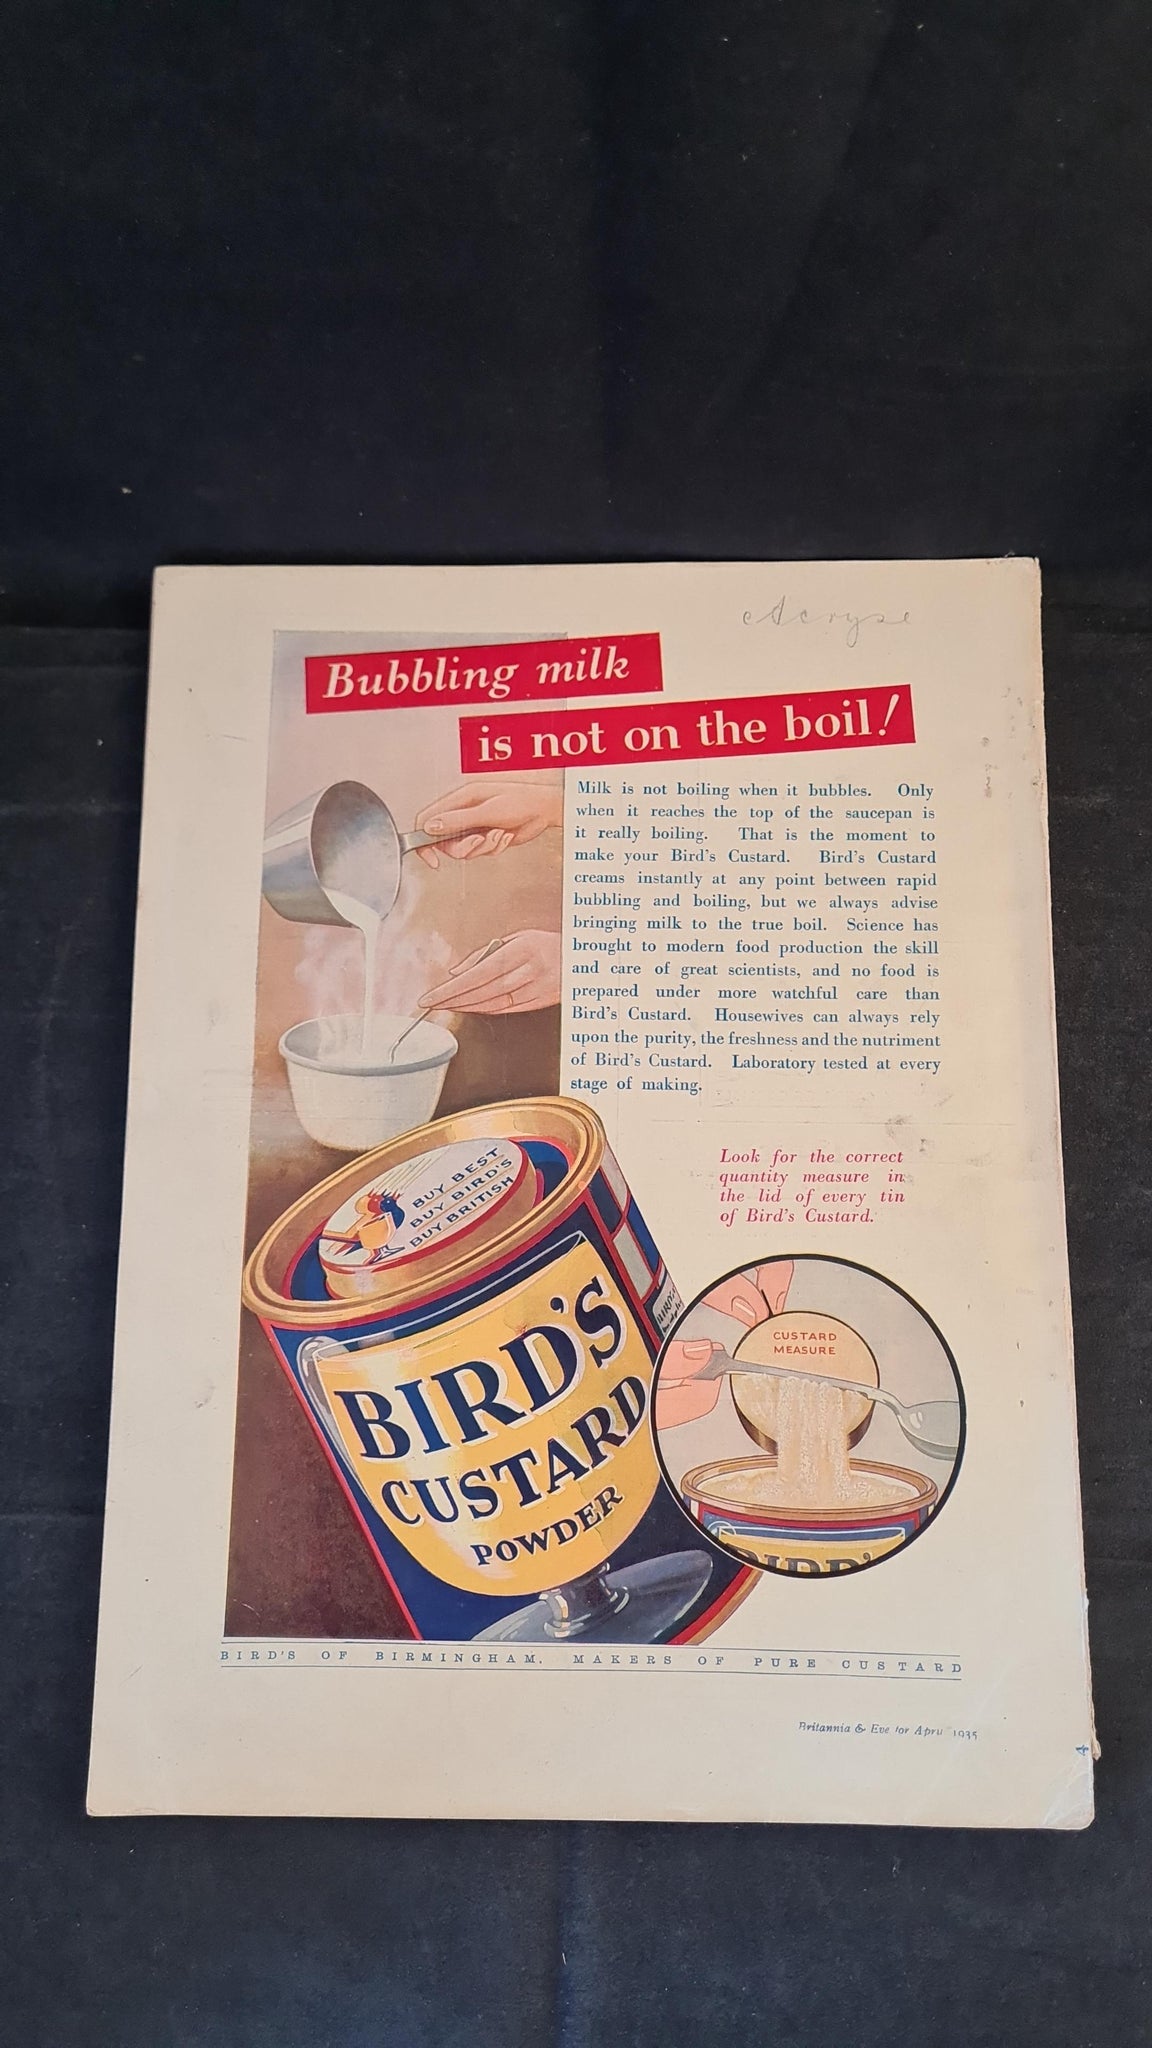 Bubbling milk
is not on the boil!
Milk is not boiling when it bubbles. Only
when it reaches the top of the saucepan is
it really boiling. That is the moment to
make your Bird's Custard. Bird's Custard
creams instantly at any point between rapid
bubbling and boiling, but we always advise
bringing milk to the true boil. Science has
brought to modern food production the skill
and care of great scientists, and no food is
prepared under more watchful care than
Bird's Custard. Housewives can always rely
upon the purity, the freshness and the nutriment
of Bird's Custard. Laboratory tested at every
stage of making.
Look for the correct
quantity measure in
the lid of every tin
of Bird's Custard.
BUY BEST
BUY BIRD'S
BUY BRITISH
BIRD'S
CUSTARD
POWDER
CUSTARD
MEASURE
BIRD'S
BIRD'S OF BIRMINGHAM. MAKERS OF PURE CUSTARD
Britannia & Eve for April 1935
4